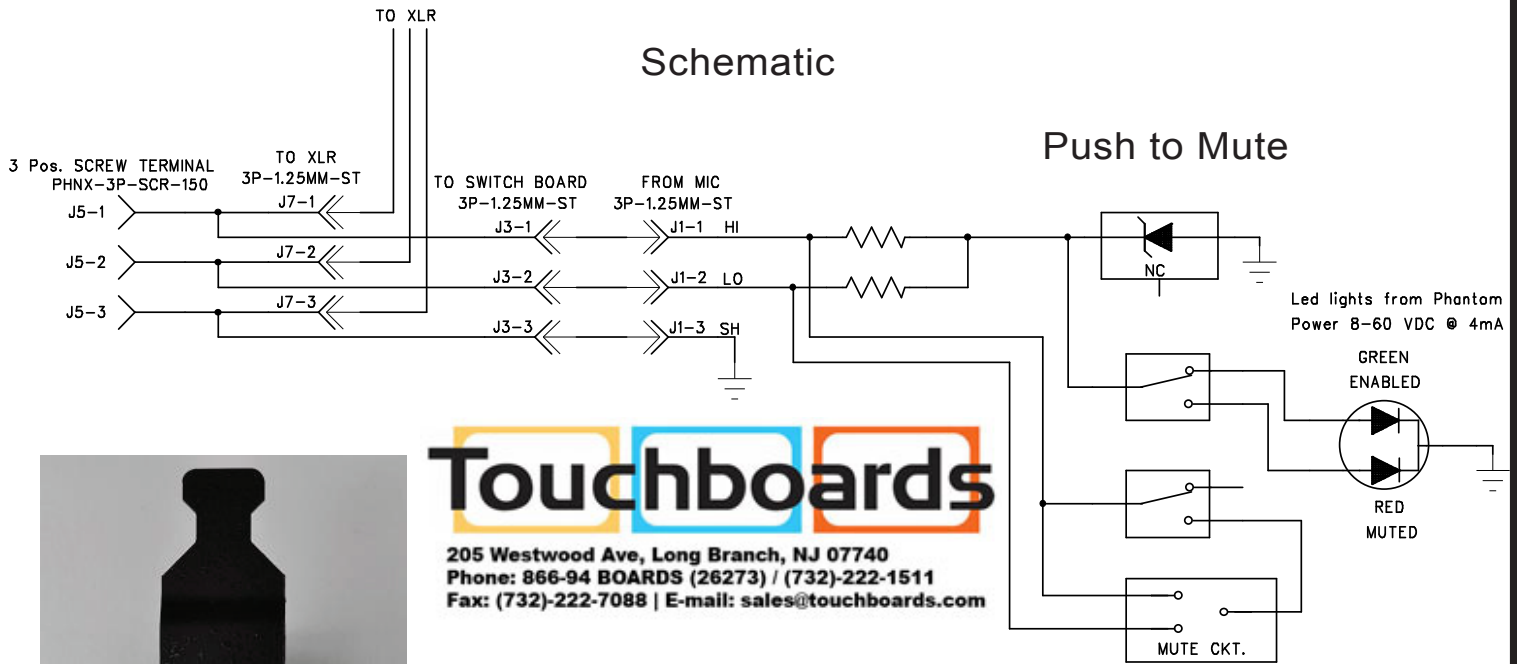 TO XLR
Schematic
Push to Mute
3 Pos. SCREW TERMINAL
PHNX-3P-SCR-150
TO XLR
3P-1.25MM-ST
TO SWITCH BOARD
3P-1.25MM-ST
FROM MIC
3P-1.25MM-ST
J5-1
J7-1
J3-1
J1-1 HI
J5-2
J7-2
J3-2
J1-2 LO
J5-3
J7-3
J3-3
J1-3 SH
NC
Led lights from Phantom
Power 8-60 VDC @ 4mA
GREEN
ENABLED
RED
MUTED
MUTE CKT.
Touchboards
205 Westwood Ave, Long Branch, NJ 07740
Phone: 866-94 BOARDS (26273) / (732)-222-1511
Fax: (732)-222-7088 | E-mail: sales@touchboards.com